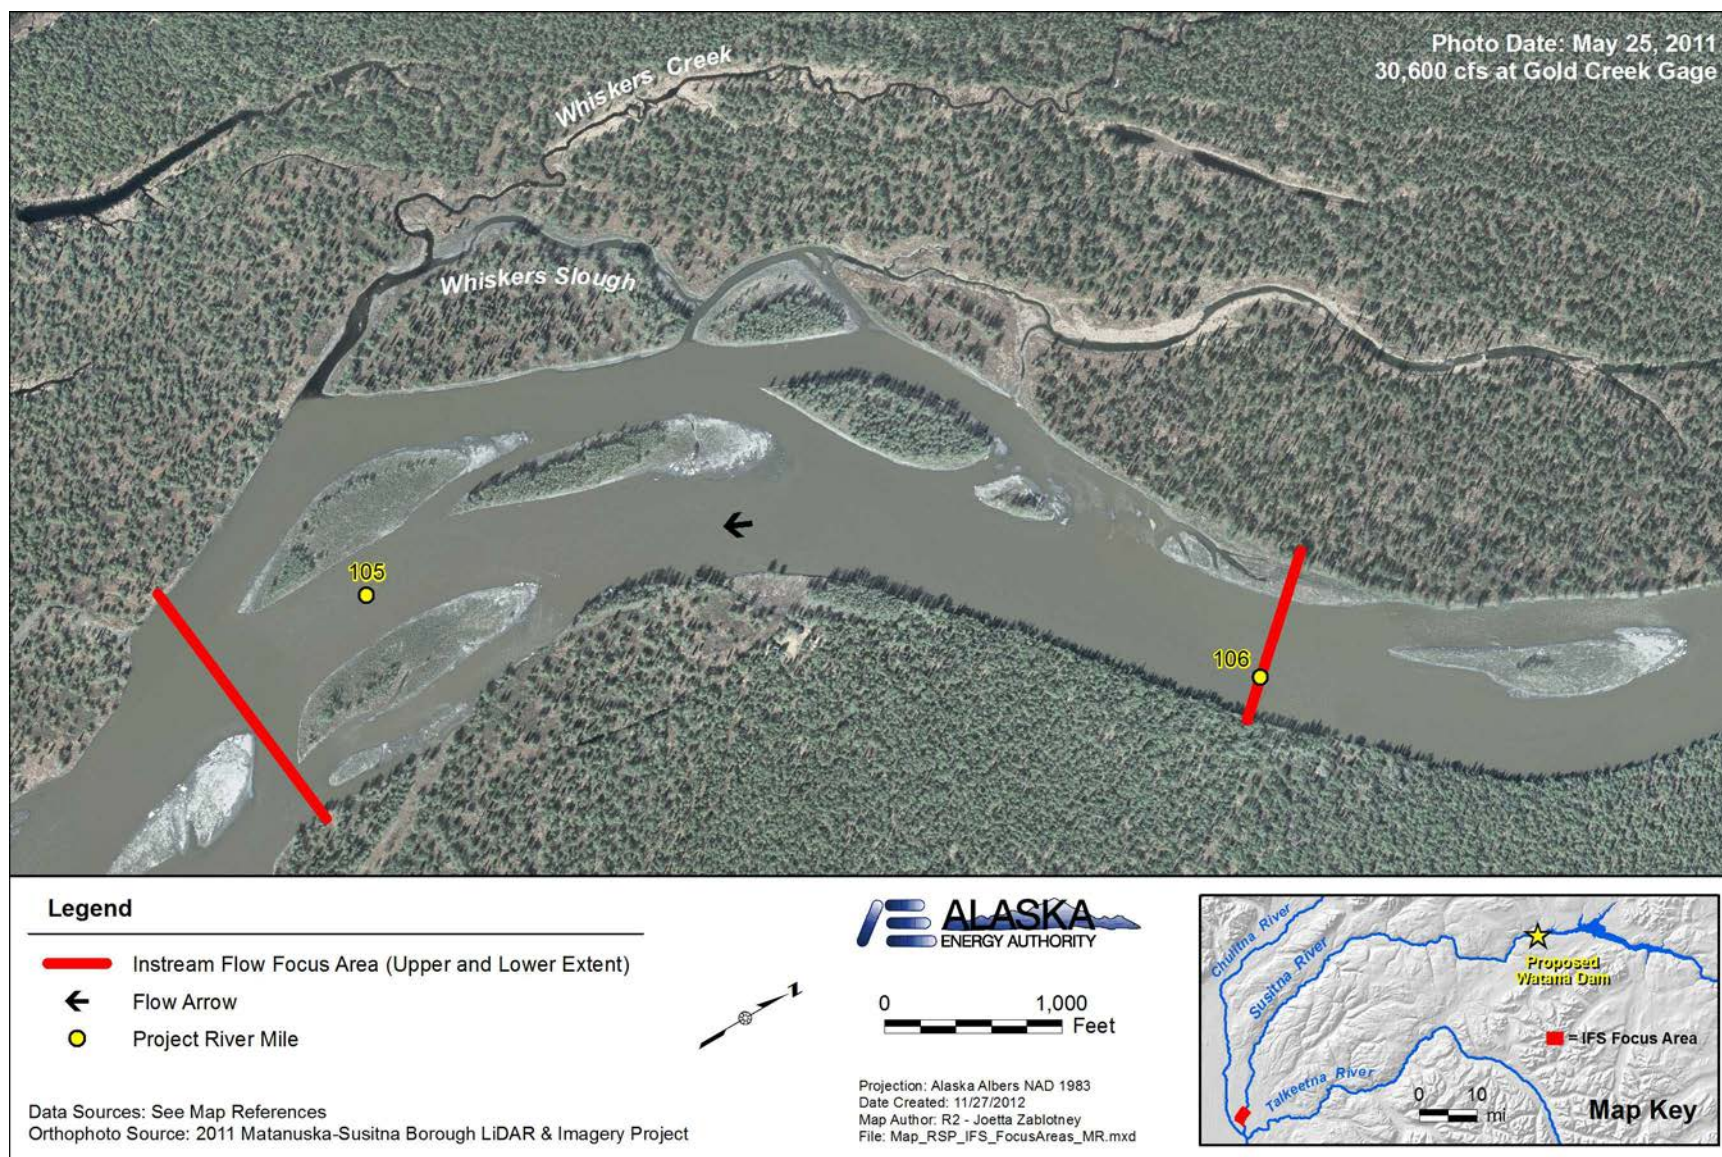 Photo Date: May 25, 2011
30,600 cfs at Gold Creek Gage
Whiskers Creek
Whiskers Slough
105
106
Legend
Instream Flow Focus Area (Upper and Lower Extent)
Flow Arrow
Project River Mile
Data Sources: See Map References
Orthophoto Source: 2011 Matanuska-Susitna Borough LiDAR & Imagery Project
N
ALASKA
ENERGY AUTHORITY
0 1,000
Feet
Projection: Alaska Albers NAD 1983
Date Created: 11/27/2012
Map Author: R2 - Joetta Zablotney
File: Map_RSP_IFS_FocusAreas_MR.mxd
Chulitna River
Susitna River
Proposed
Watana Dam
= IFS Focus Area
Talkeetna River
0 10
mi
Map Key